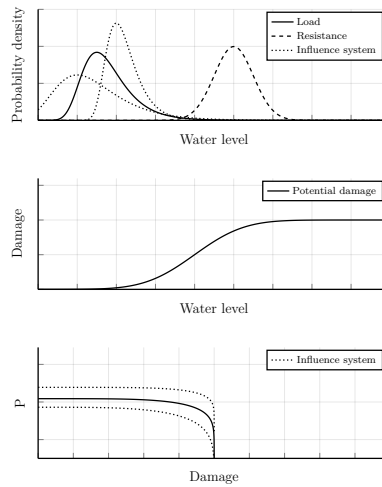 Probability density
Load
Resistance
Influence system
Water level
Damage
Potential damage
Water level
P
Influence system
Damage